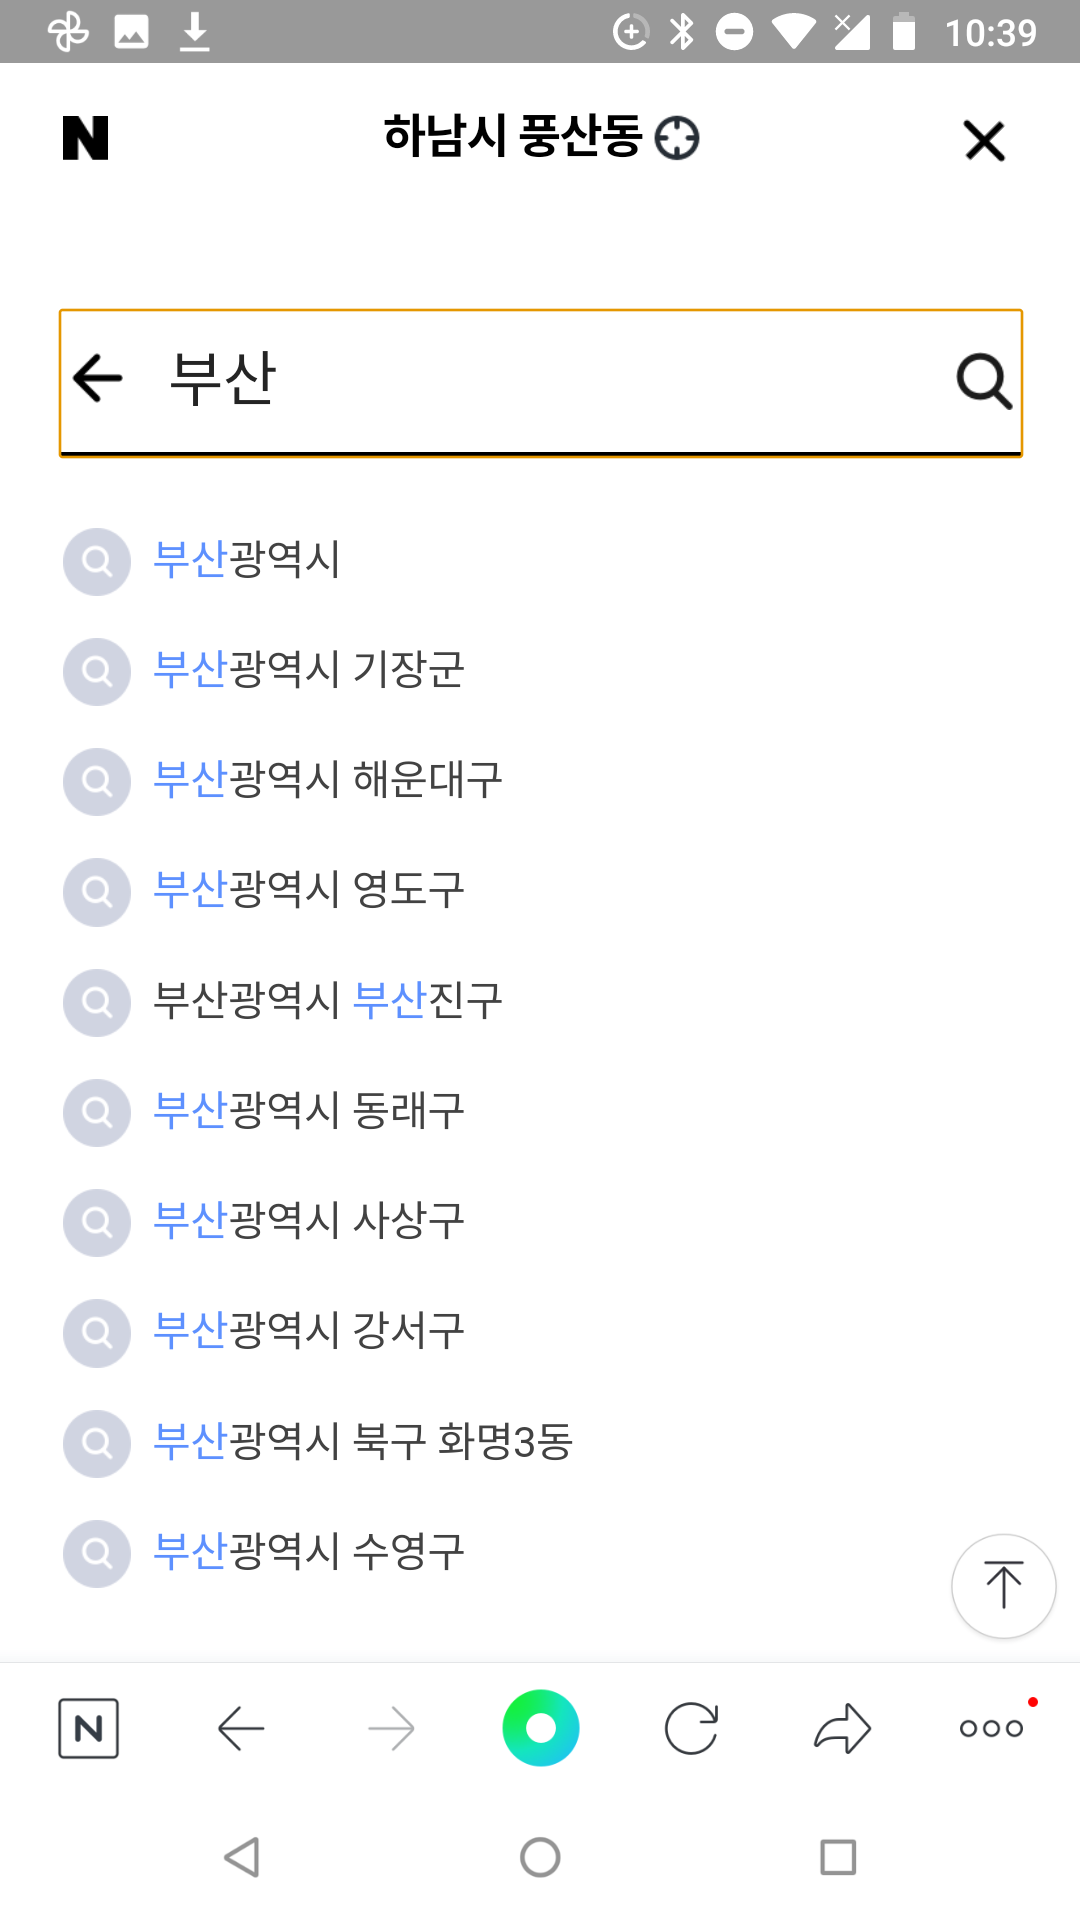 10:39
N 하남시 풍산동
부산
부산광역시
부산광역시 기장군
부산광역시 해운대구
부산광역시 영도구
부산광역시 부산진구
부산광역시 동래구
부산광역시 사상구
부산광역시 강서구
부산광역시 북구 화명3동
부산광역시 수영구
N